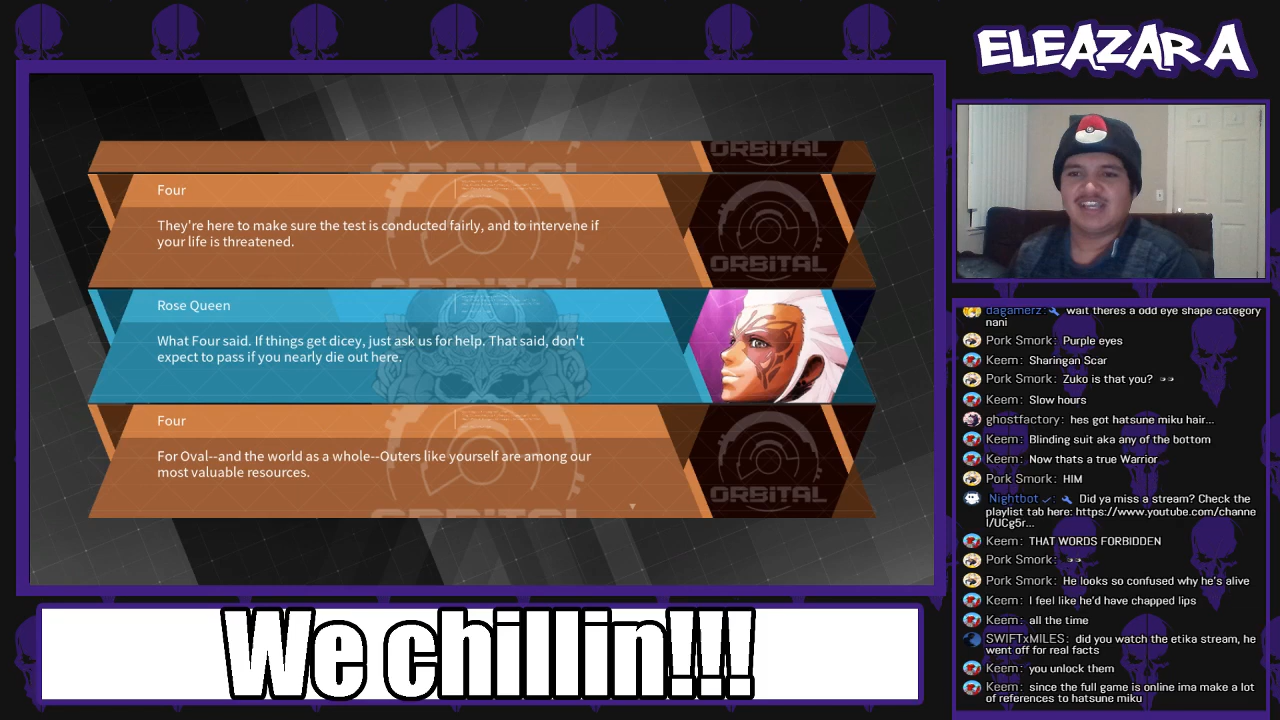 ELEAZAR A
ORBITAL
Four
They're here to make sure the test is conducted fairly, and to intervene if
your life is threatened.
ORBITAL
Rose Queen
What Four said. If things get dicey, just ask us for help. That said, don't
expect to pass if you nearly die out here.
Four
For Oval--and the world as a whole--Outers like yourself are among our
most valuable resources.
ORBITAL
We chillin!!!
dagamerz: wait theres a odd eye shape category
nani
Pork Smork: Purple eyes
Keem: Sharingan Scar
Pork Smork: Zuko is that you?
Keem: Slow hours
ghostfactory: hes got hatsune miku hair...
Keem: Blinding suit aka any of the bottom
Keem: Now thats a true Warrior
Pork Smork: HIM
Nightbot: Did ya miss a stream? Check the
playlist tab here: https://www.youtube.com/channe
l/UCg5r...
Keem: THAT WORDS FORBIDDEN
Pork Smork:
Pork Smork: He looks so confused why he's alive
Keem: I feel like he'd have chapped lips
Keem: all the time
SWIFTxMILES: did you watch the etika stream, he
went off for real facts
Keem: you unlock them
Keem: since the full game is online ima make a lot
of references to hatsune miku